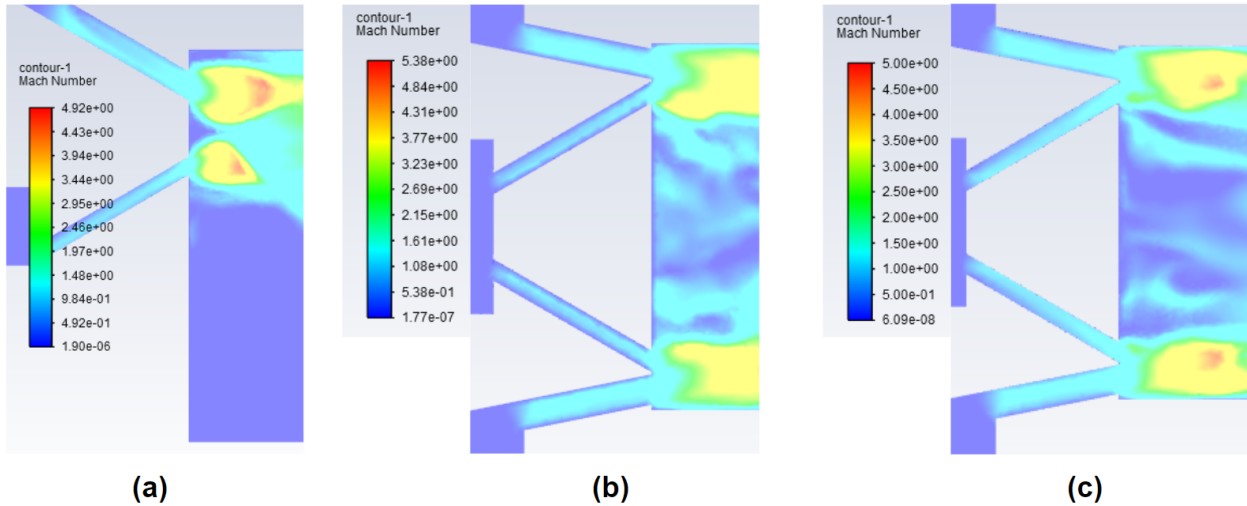 contour-1
Mach Number
4.92e+00
4.43e+00
3.94e+00
3.44e+00
2.95e+00
2.46e+00
1.97e+00
1.48e+00
9.84e-01
4.92e-01
1.90e-06
(a)
contour-1
Mach Number
5.38e+00
4.84e+00
4.31e+00
3.77e+00
3.23e+00
2.69e+00
2.15e+00
1.61e+00
1.08e+00
5.38e-01
1.77e-07
(b)
contour-1
Mach Number
5.00e+00
4.50e+00
4.00e+00
3.50e+00
3.00e+00
2.50e+00
2.00e+00
1.50e+00
1.00e+00
5.00e-01
6.09e-08
(c)